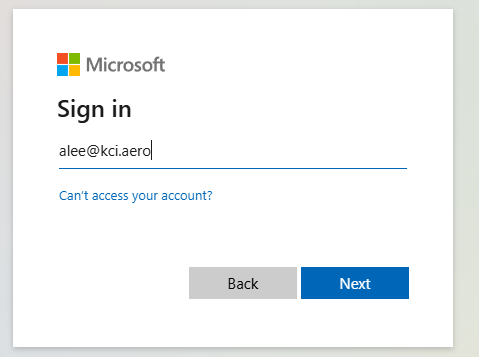 Microsoft
Sign in
alee@kci.aero
Can't access your account?
Back
Next